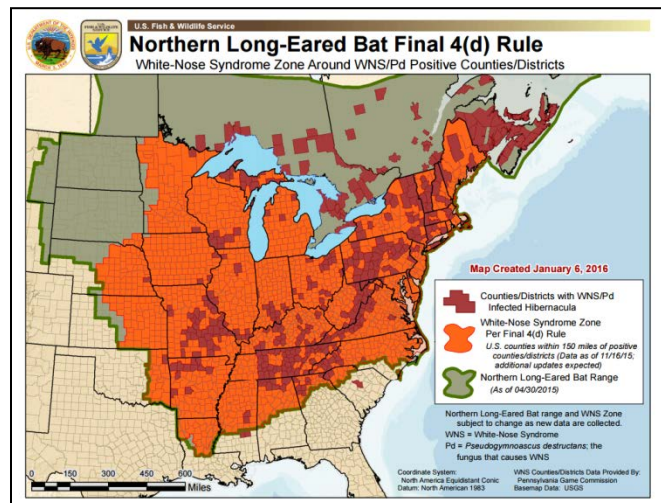 U.S. Fish & Wildlife Service
Northern Long-Eared Bat Final 4(d) Rule
White-Nose Syndrome Zone Around WNS/Pd Positive Counties/Districts
Map Created January 6, 2016
Counties/Districts with WNS/Pd
Infected Hibernacula
White-Nose Syndrome Zone
Per Final 4(d) Rule
U.S. counties within 150 miles of positive
counties/districts (Data as of 11/16/15;
additional updates expected)
Northern Long-Eared Bat Range
(As of 04/30/2015)
Northern Long-Eared Bat range and WNS Zone
subject to change as new data are collected.
WNS = White-Nose Syndrome
Pd = Pseudogymnoascus destructans; the
fungus that causes WNS
0 50 100 200 300 400 500 600
Miles
Coordinate System:
North America Equidistant Conic
Datum: North American 1983
WNS Counties/Districts Data Provided By:
Pennsylvania Game Commission
Basemap Data: USGS